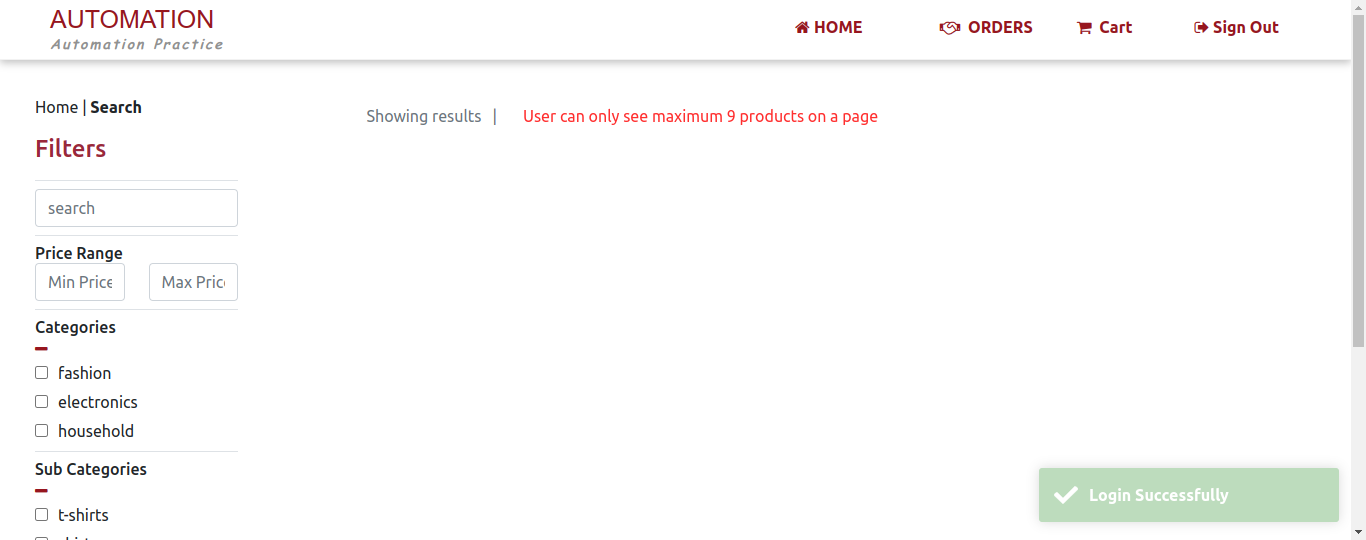 AUTOMATION
Automation Practice
HOME
ORDERS
Cart
Sign Out
Home | Search
Showing results |
User can only see maximum 9 products on a page
Filters
search
Price Range
Min Price
Max Pric
Categories
fashion
electronics
household
Sub Categories
t-shirts
Login Successfully